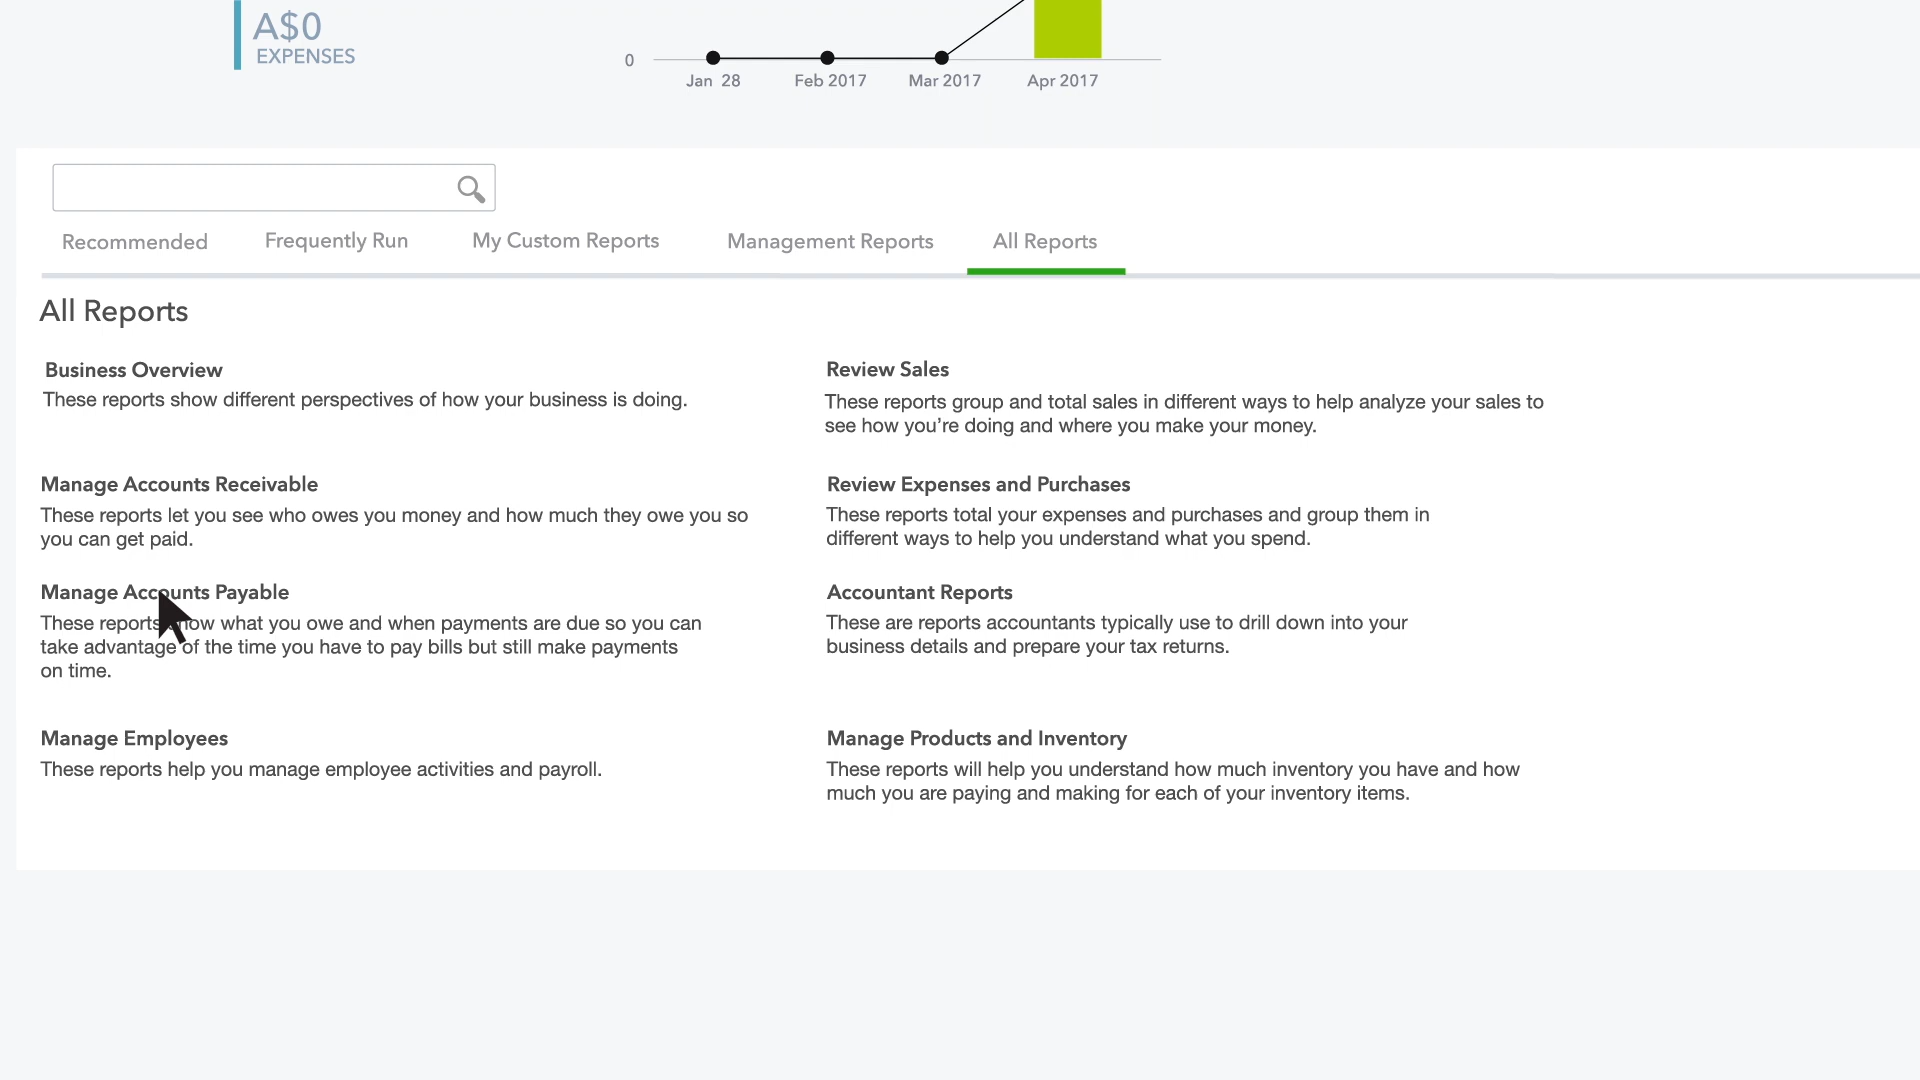 A$0
EXPENSES
0
Jan 28
Feb 2017
Mar 2017
Apr 2017
Recommended
Frequently Run
My Custom Reports
Management Reports
All Reports
All Reports
Business Overview
These reports show different perspectives of how your business is doing.
Review Sales
These reports group and total sales in different ways to help analyze your sales to
see how you're doing and where you make your money.
Manage Accounts Receivable
These reports let you see who owes you money and how much they owe you so
you can get paid.
Review Expenses and Purchases
These reports total your expenses and purchases and group them in
different ways to help you understand what you spend.
Manage Accounts Payable
These reports show what you owe and when payments are due so you can
take advantage of the time you have to pay bills but still make payments
on time.
Accountant Reports
These are reports accountants typically use to drill down into your
business details and prepare your tax returns.
Manage Employees
These reports help you manage employee activities and payroll.
Manage Products and Inventory
These reports will help you understand how much inventory you have and how
much you are paying and making for each of your inventory items.